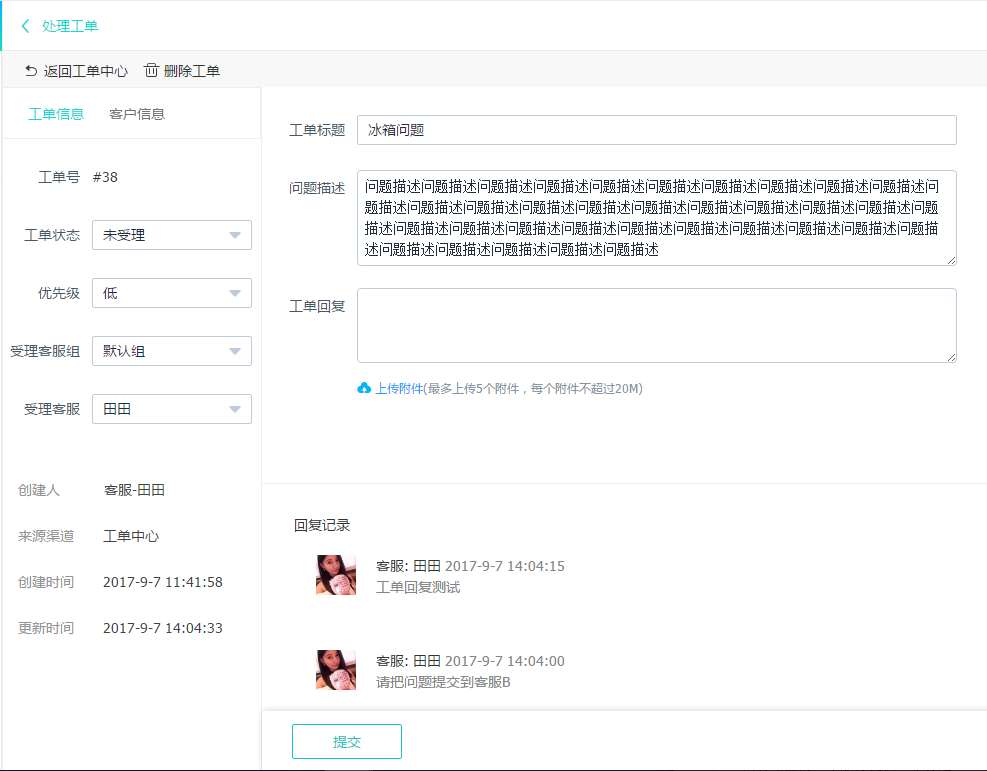 处理工单
返回工单中心 删除工单
工单信息 客户信息
工单号 #38
工单状态 未受理
优先级 低
受理客服组 默认组
受理客服 田田
创建人 客服-田田
来源渠道 工单中心
创建时间 2017-9-7 11:41:58
更新时间 2017-9-7 14:04:33
工单标题 冰箱问题
问题描述 问题描述问题描述问题描述问题描述问题描述问题描述问题描述问题描述问题描述问题描述问
题描述问题描述问题描述问题描述问题描述问题描述问题描述问题描述问题描述问题描述问题
描述问题描述问题描述问题描述问题描述问题描述问题描述问题描述问题描述问题描述问题描
述问题描述问题描述问题描述问题描述问题描述
工单回复
上传附件(最多上传5个附件，每个附件不超过20M)
回复记录
客服: 田田 2017-9-7 14:04:15
工单回复测试
客服: 田田 2017-9-7 14:04:00
请把问题提交到客服B
提交